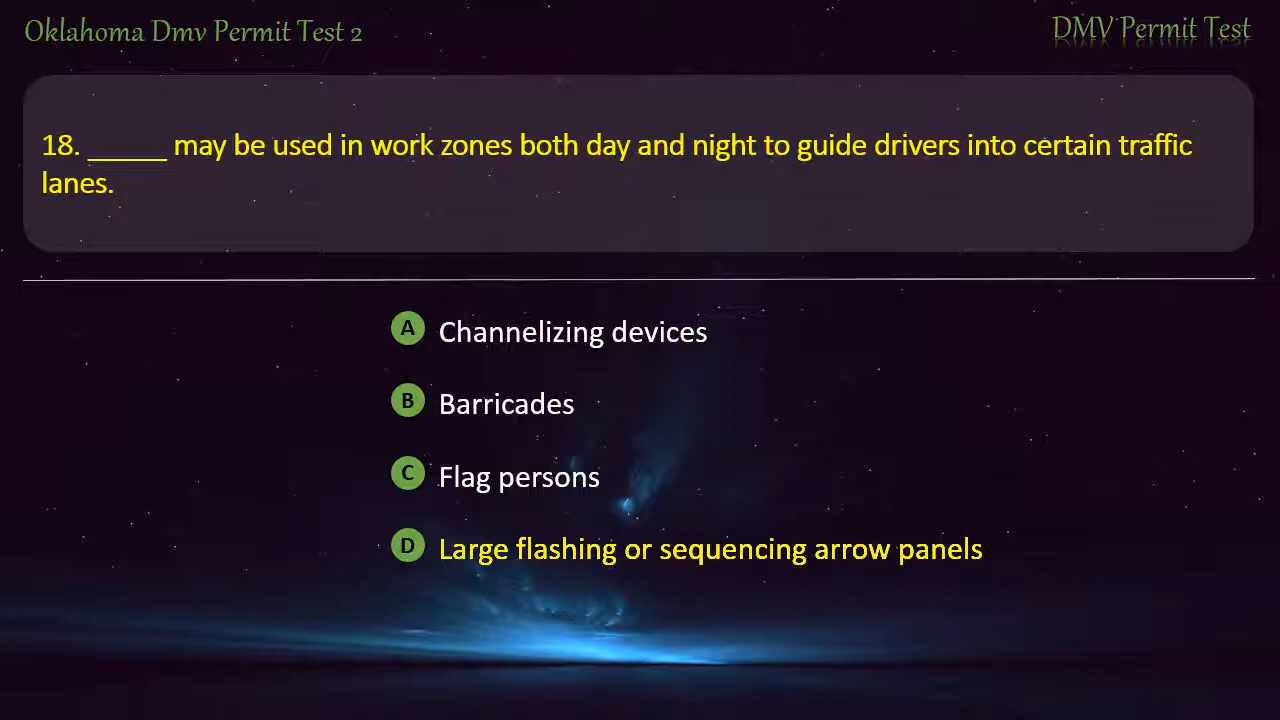 Oklahoma Dmv Permit Test 2
DMV Permit Test
18. _____ may be used in work zones both day and night to guide drivers into certain traffic
lanes.
A Channelizing devices
B Barricades
C Flag persons
D Large flashing or sequencing arrow panels